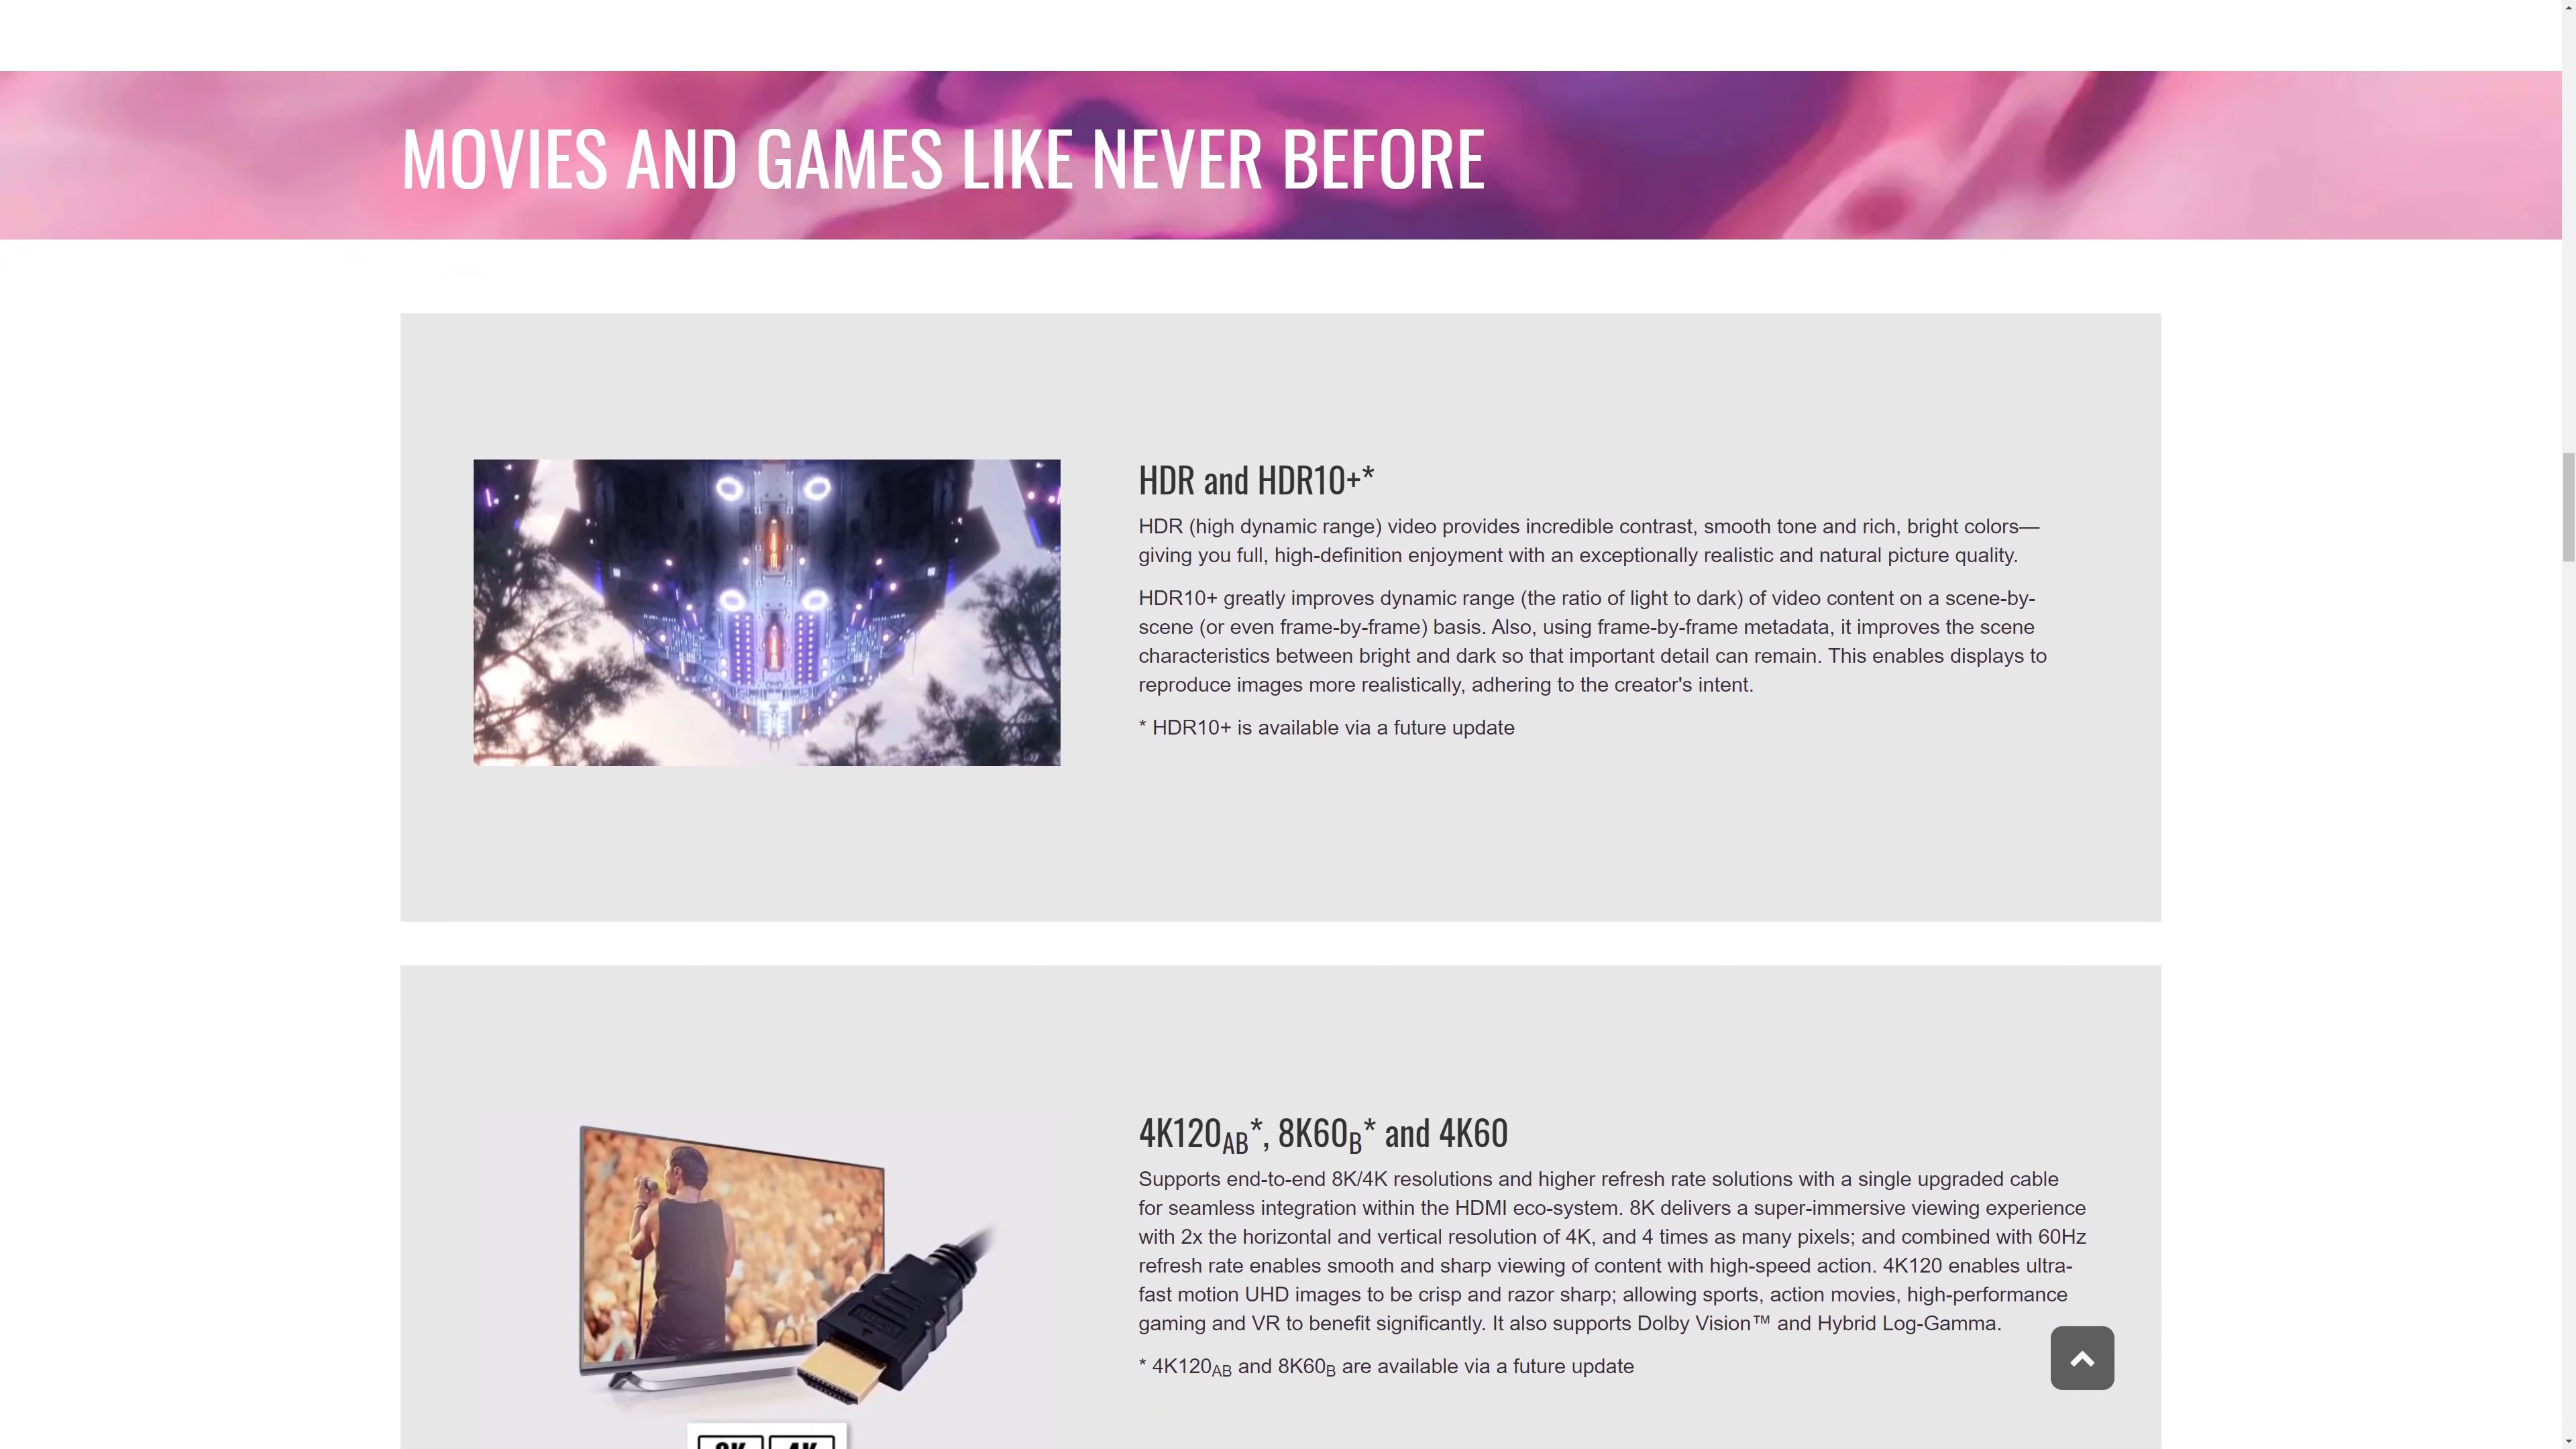 MOVIES AND GAMES LIKE NEVER BEFORE
HDR and HDR10+*
HDR (high dynamic range) video provides incredible contrast, smooth tone and rich, bright colors—
giving you full, high-definition enjoyment with an exceptionally realistic and natural picture quality.
HDR10+ greatly improves dynamic range (the ratio of light to dark) of video content on a scene-by-
scene (or even frame-by-frame) basis. Also, using frame-by-frame metadata, it improves the scene
characteristics between bright and dark so that important detail can remain. This enables displays to
reproduce images more realistically, adhering to the creator's intent.
* HDR10+ is available via a future update
4K120AB*, 8K60B* and 4K60
Supports end-to-end 8K/4K resolutions and higher refresh rate solutions with a single upgraded cable
for seamless integration within the HDMI eco-system. 8K delivers a super-immersive viewing experience
with 2x the horizontal and vertical resolution of 4K, and 4 times as many pixels; and combined with 60Hz
refresh rate enables smooth and sharp viewing of content with high-speed action. 4K120 enables ultra-
fast motion UHD images to be crisp and razor sharp; allowing sports, action movies, high-performance
gaming and VR to benefit significantly. It also supports Dolby Vision™ and Hybrid Log-Gamma.
* 4K120AB and 8K60B are available via a future update